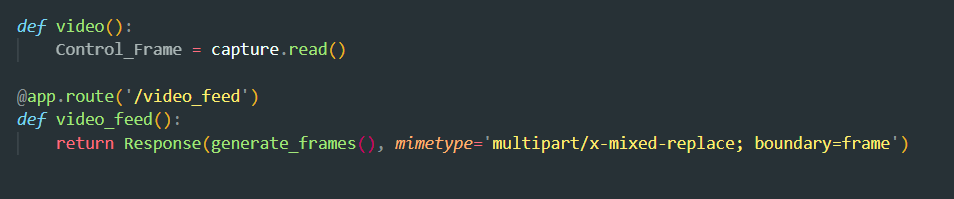 def video():
    Control_Frame = capture.read()

@app.route('/video_feed')
def video_feed():
    return Response(generate_frames(), mimetype='multipart/x-mixed-replace; boundary=frame')